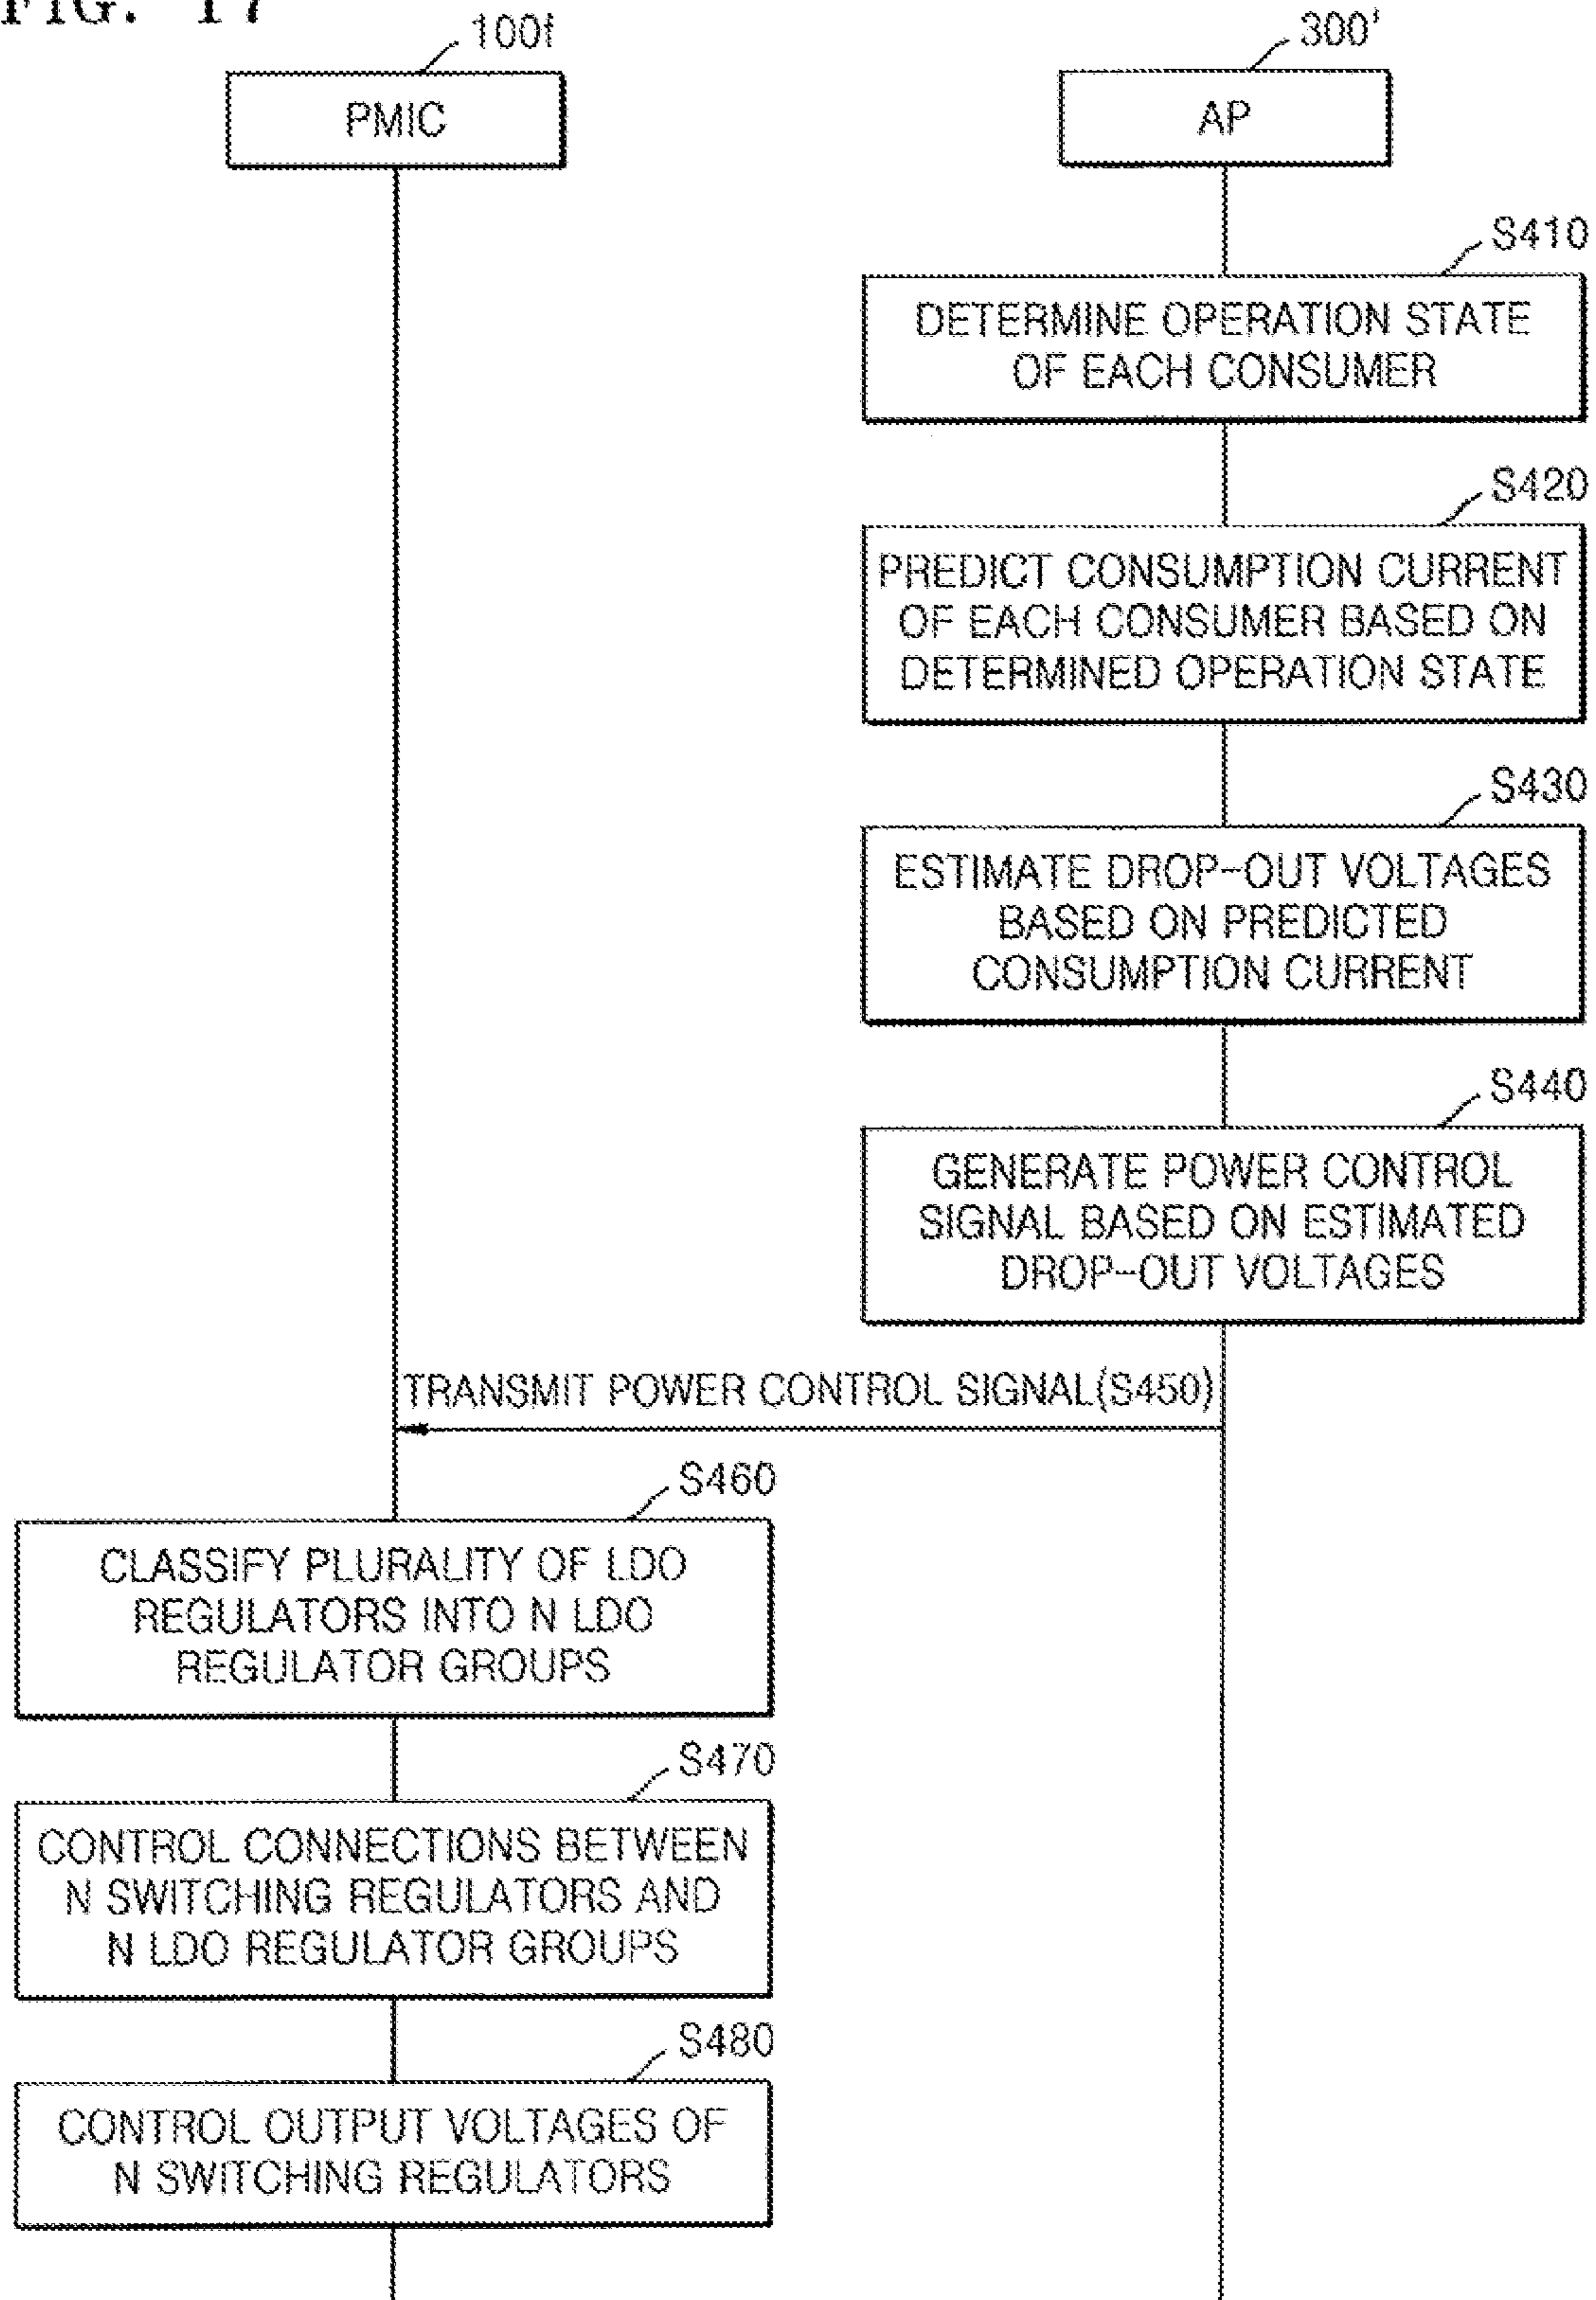 FIG. 17
100f
300'
PMIC
AP
S410
DETERMINE OPERATION STATE
OF EACH CONSUMER
S420
PREDICT CONSUMPTION CURRENT
OF EACH CONSUMER BASED ON
DETERMINED OPERATION STATE
S430
ESTIMATE DROP-OUT VOLTAGES
BASED ON PREDICTED
CONSUMPTION CURRENT
S440
GENERATE POWER CONTROL
SIGNAL BASED ON ESTIMATED
DROP-OUT VOLTAGES
TRANSMIT POWER CONTROL SIGNAL(S450)
S460
CLASSIFY PLURALITY OF LDO
REGULATORS INTO N LDO
REGULATOR GROUPS
S470
CONTROL CONNECTIONS BETWEEN
N SWITCHING REGULATORS AND
N LDO REGULATOR GROUPS
S480
CONTROL OUTPUT VOLTAGES OF
N SWITCHING REGULATORS